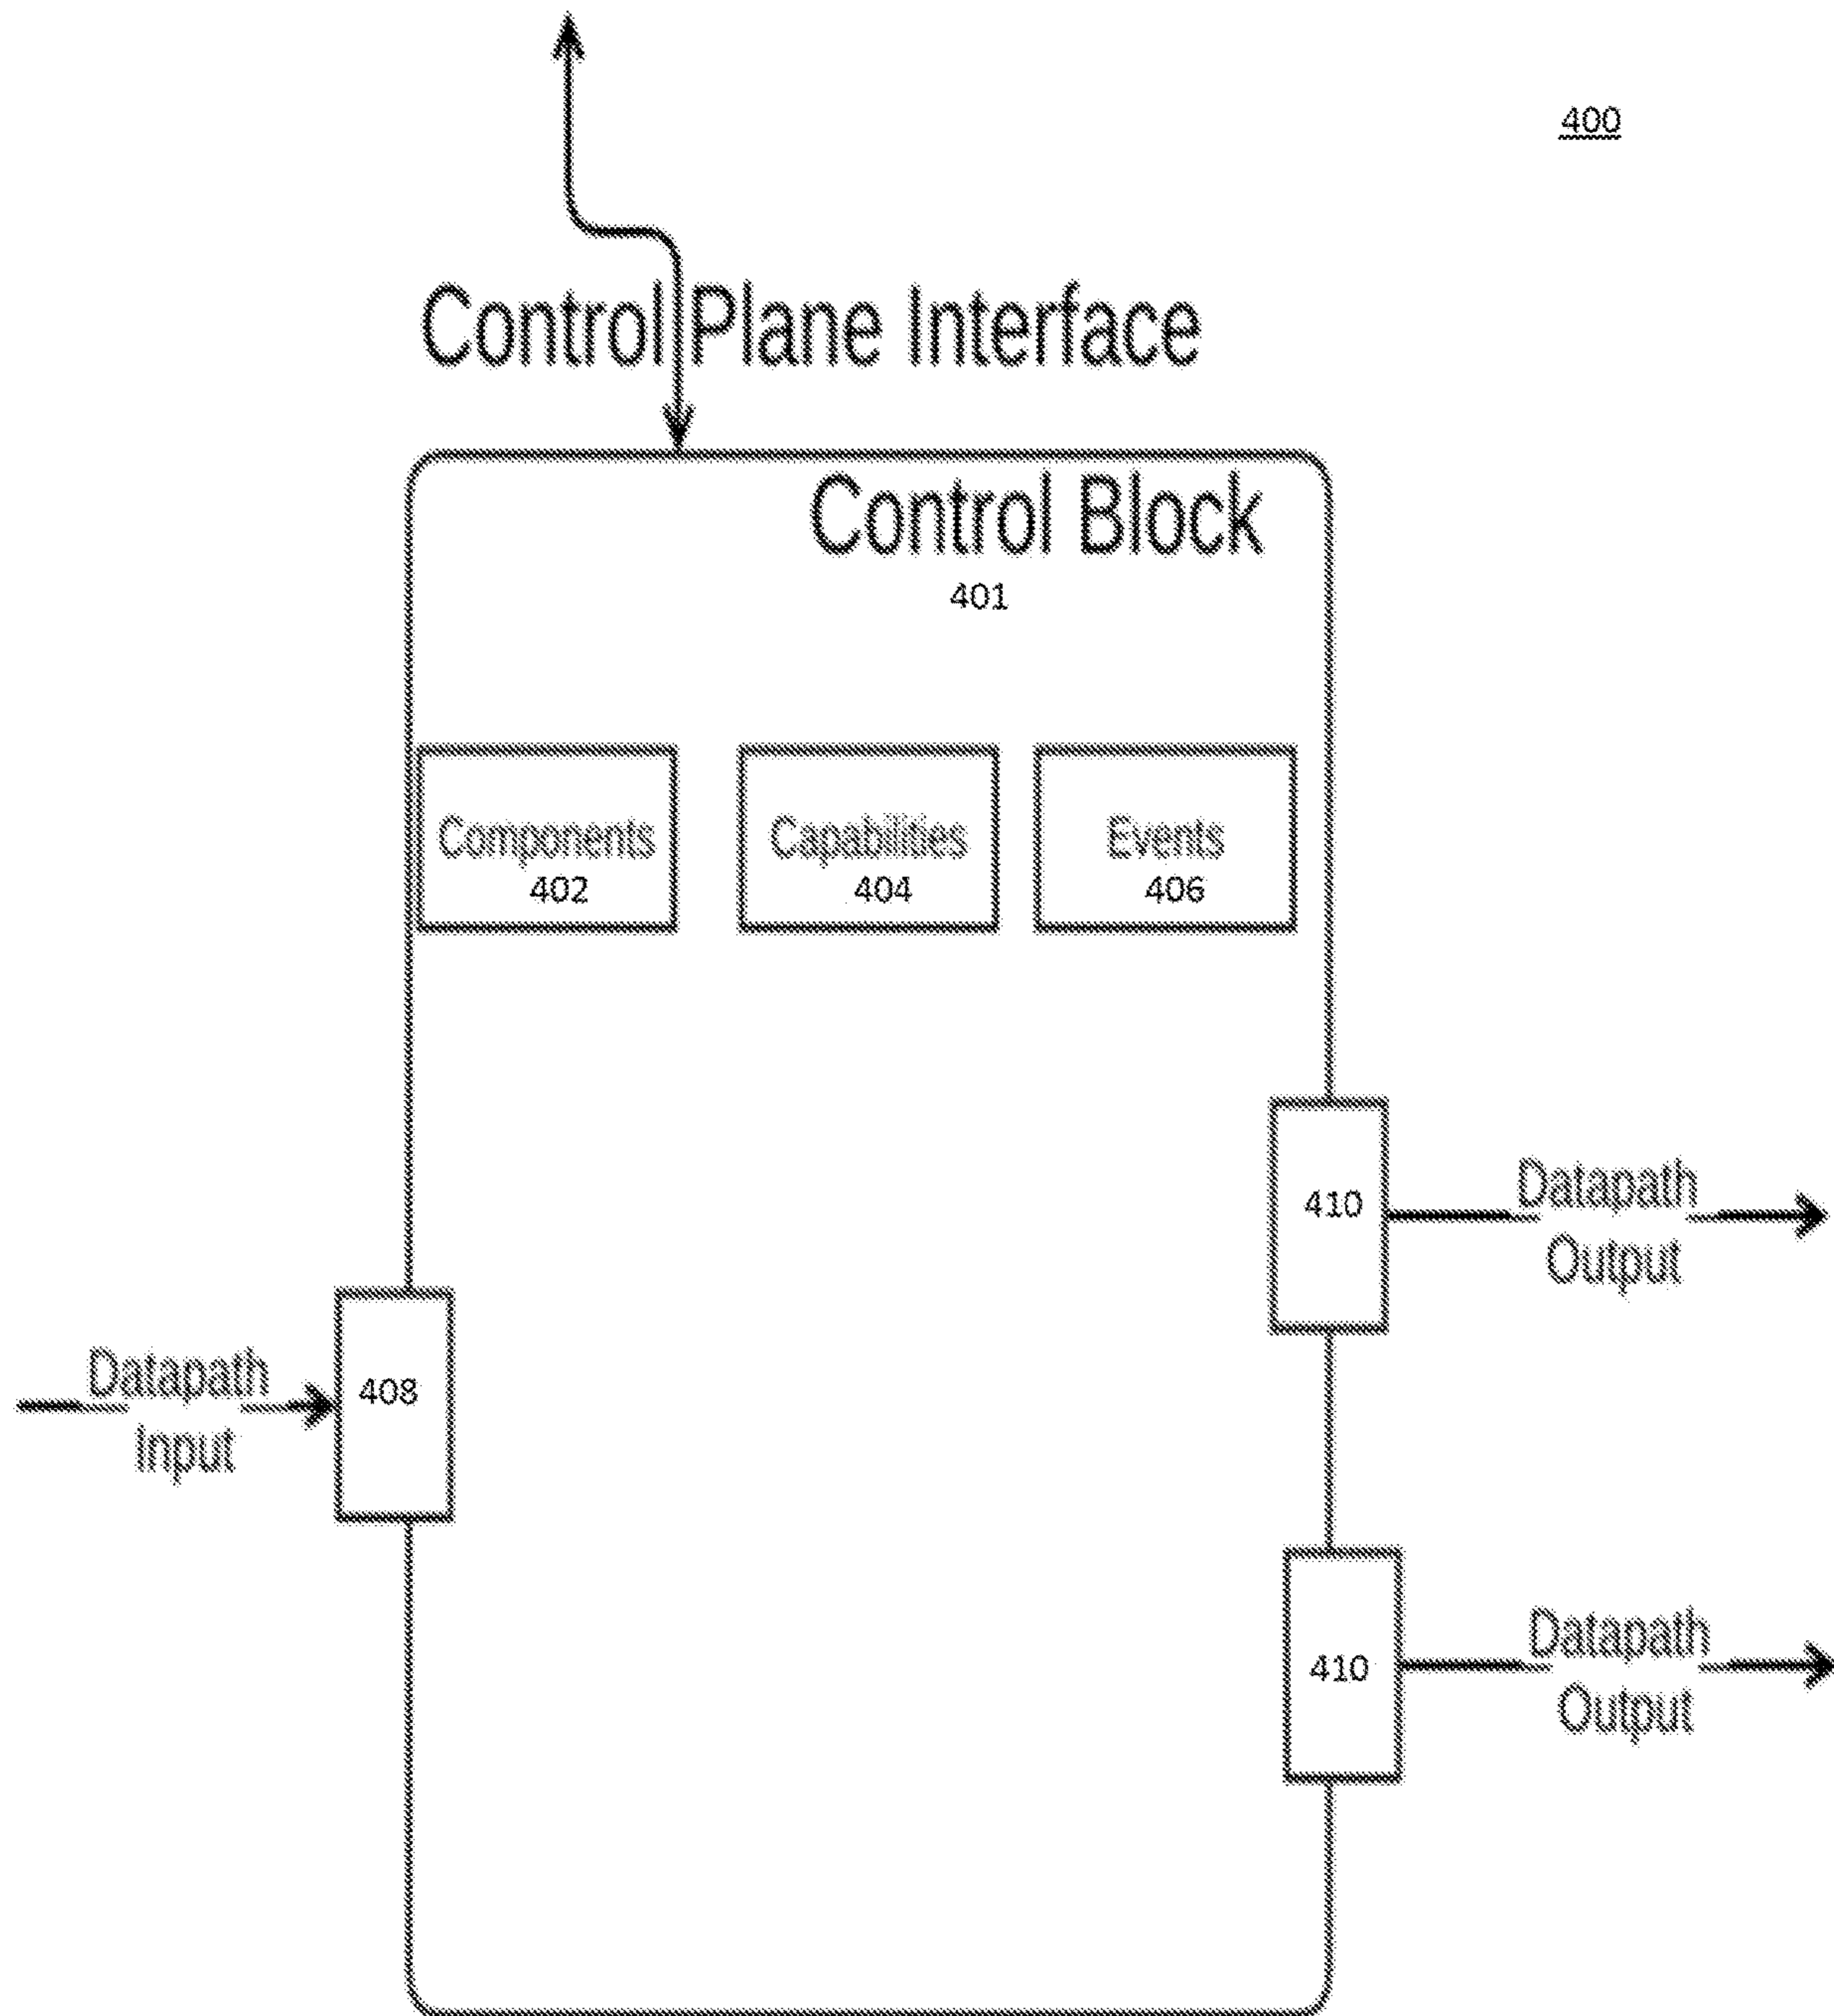 400
Control Plane Interface
Control Block
401
Components
402
Capabilities
404
Events
406
410
Datapath
Output
408
Datapath
Input
410
Datapath
Output